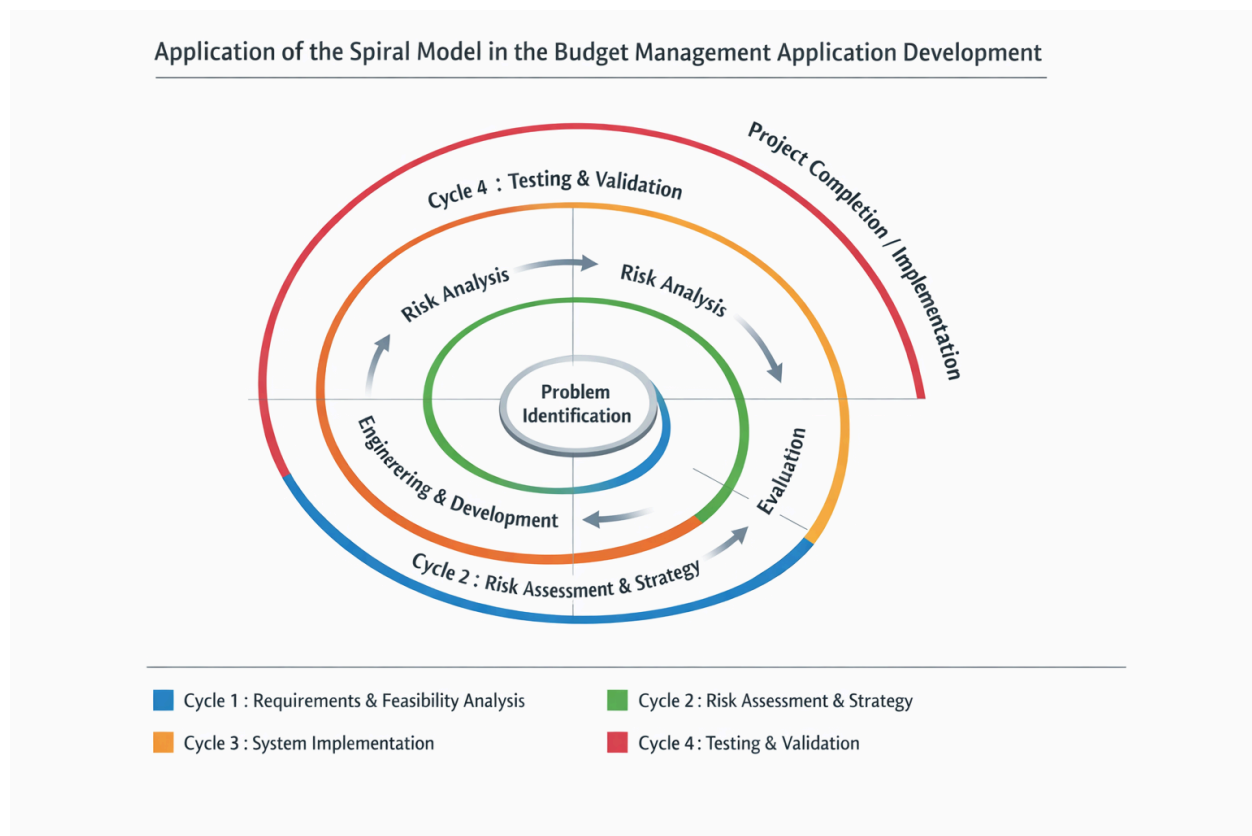 Application of the Spiral Model in the Budget Management Application Development
Project Completion / Implementation
Cycle 4 : Testing & Validation
Risk Analysis
Risk Analysis
Problem
Identification
Enginerering & Development
Evaluation
Cycle 2 : Risk Assessment & Strategy
Cycle 1 : Requirements & Feasibility Analysis
Cycle 2 : Risk Assessment & Strategy
Cycle 3 : System Implementation
Cycle 4 : Testing & Validation